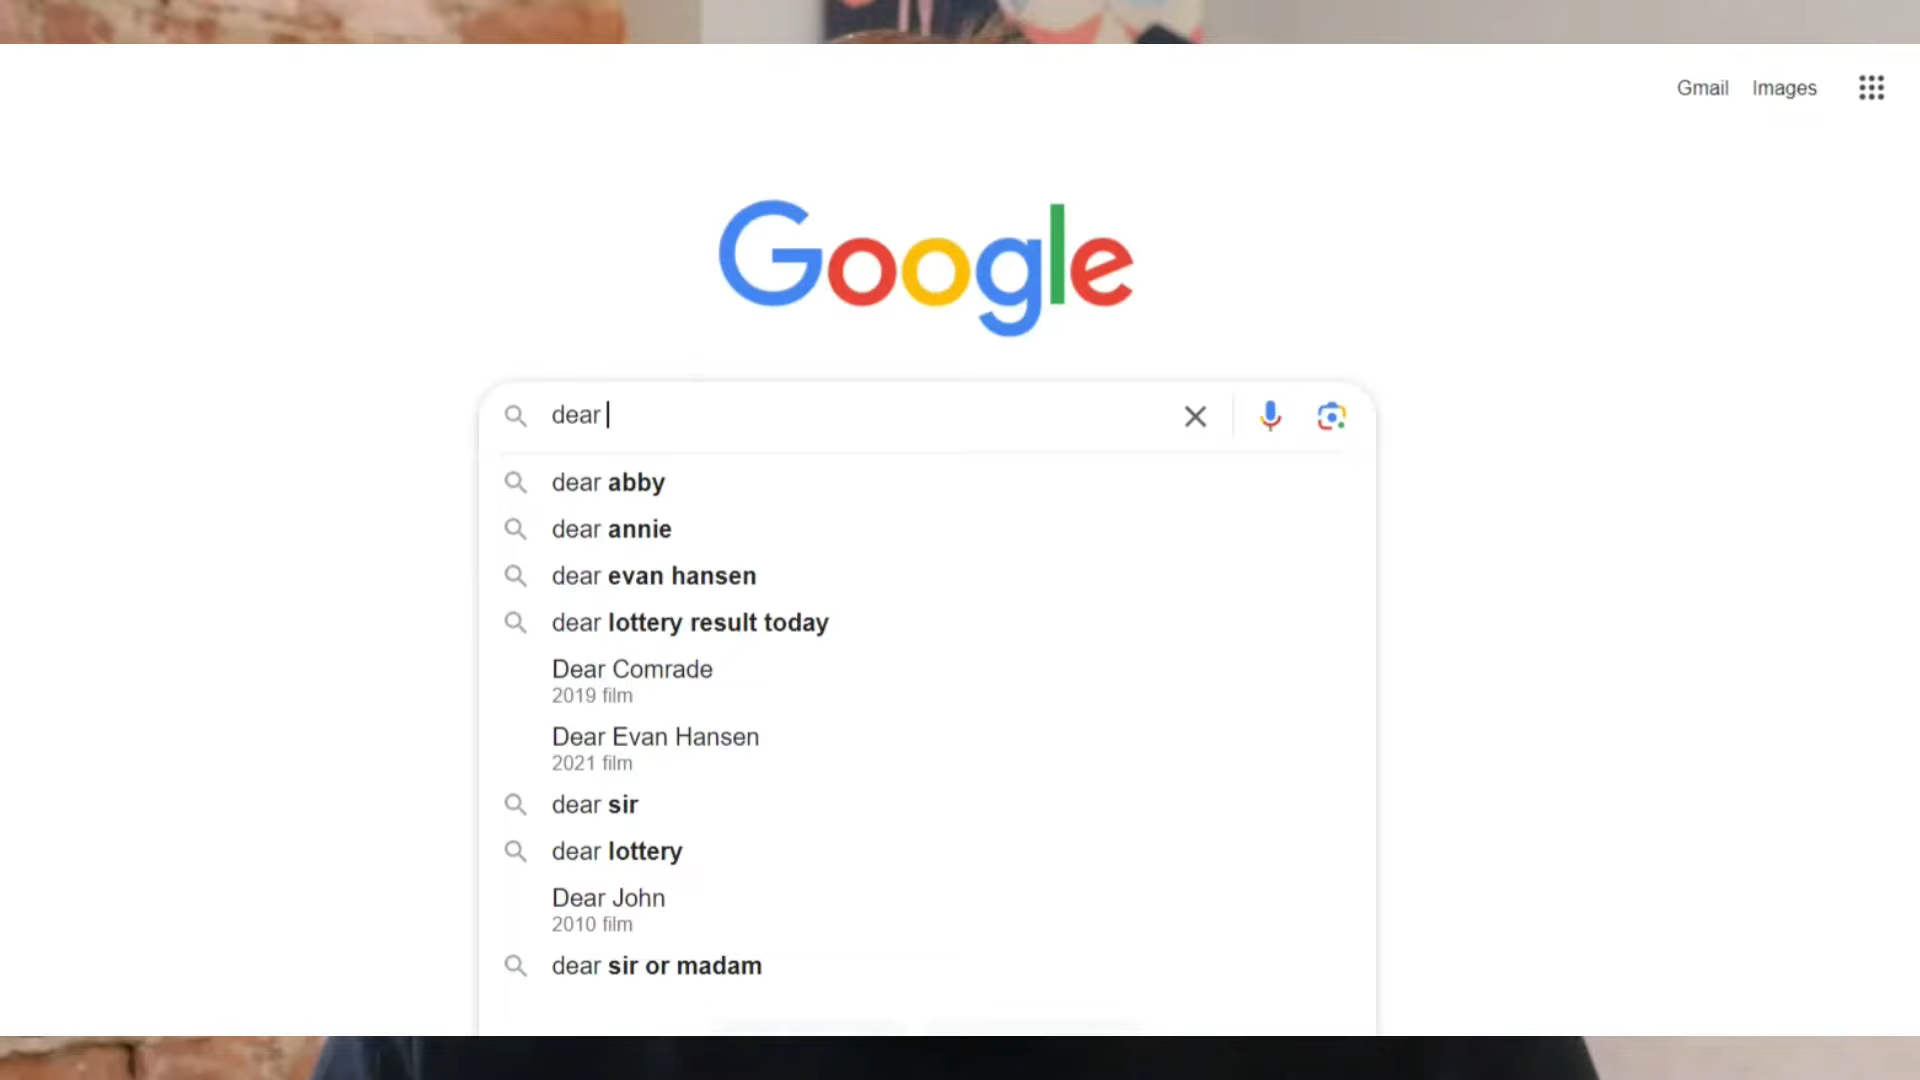 Gmail Images
Google
dear
dear abby
dear annie
dear evan hansen
dear lottery result today
Dear Comrade
2019 film
Dear Evan Hansen
2021 film
dear sir
dear lottery
Dear John
2010 film
dear sir or madam